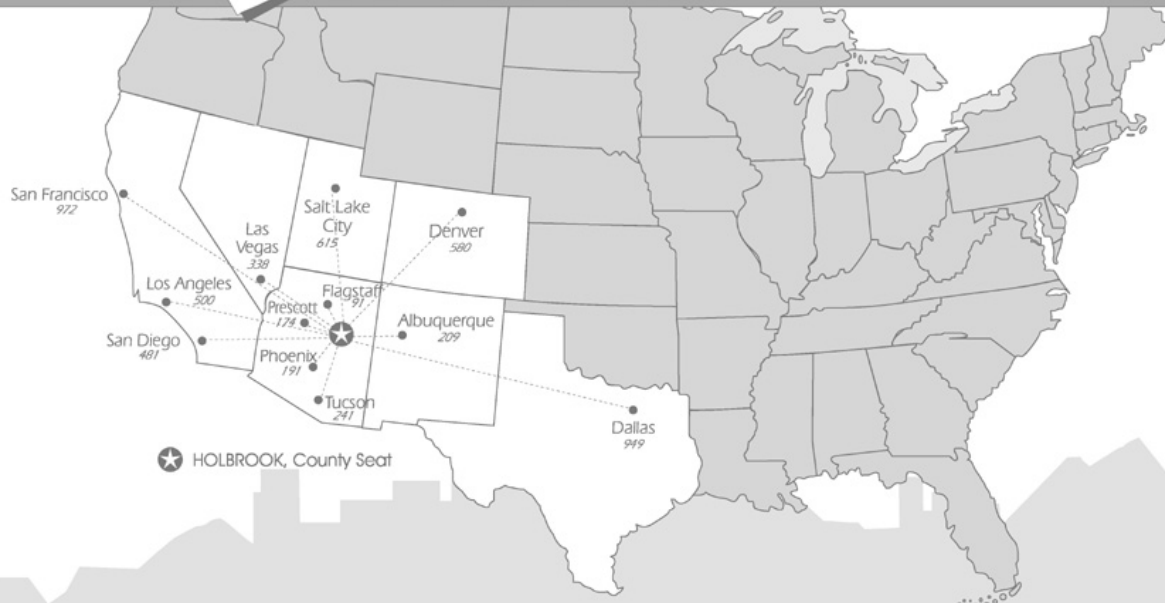 San Francisco
972
Salt Lake
City
615
Denver
580
Las
Vegas
338
Los Angeles
500
Flagstaff
91
Prescott
174
Albuquerque
209
San Diego
481
Phoenix
191
Tucson
241
Dallas
949
HOLBROOK, County Seat